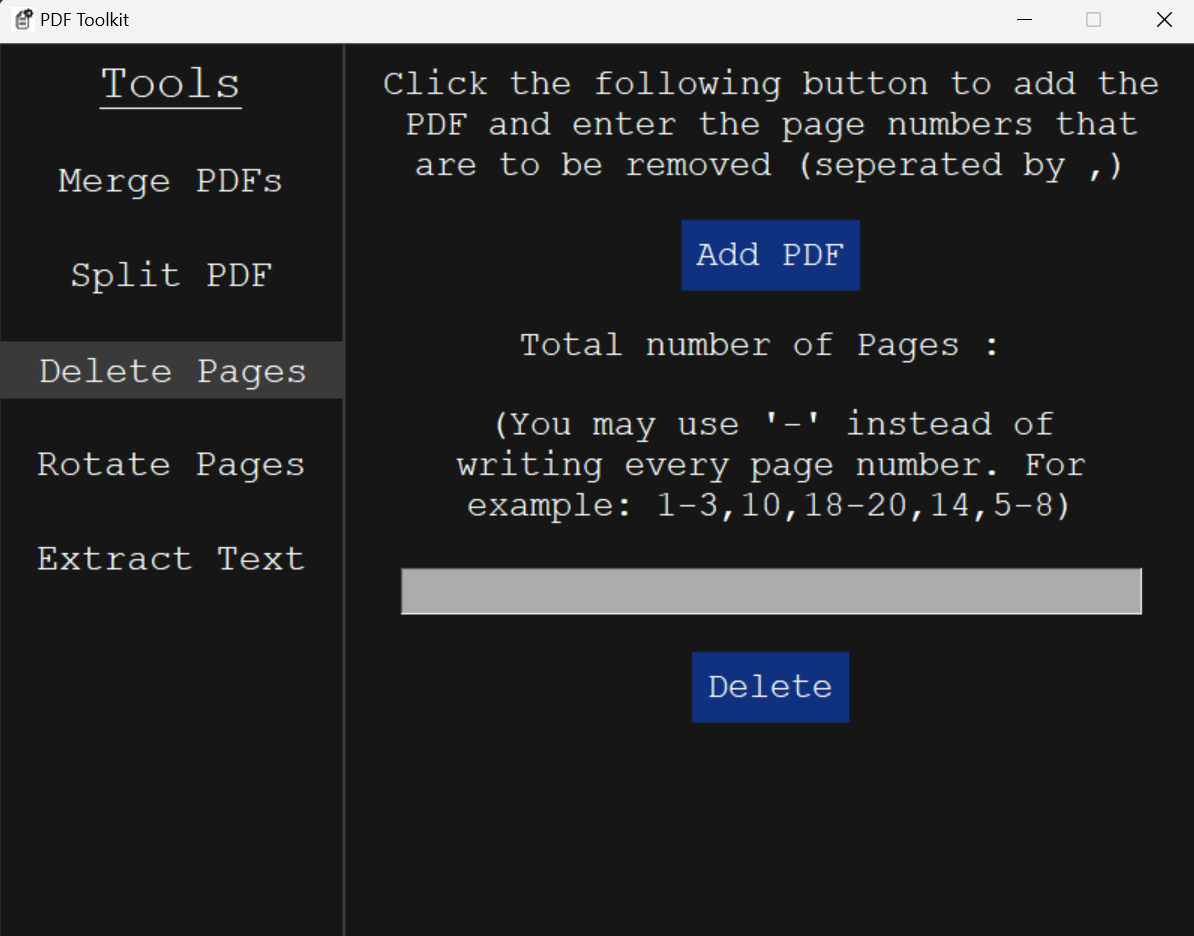 PDF Toolkit
Tools
Merge PDFs
Split PDF
Delete Pages
Rotate Pages
Extract Text
Click the following button to add the
PDF and enter the page numbers that
are to be removed (seperated by ,)
Add PDF
Total number of Pages :
(You may use '-' instead of
writing every page number. For
example: 1-3,10,18-20,14,5-8)
Delete